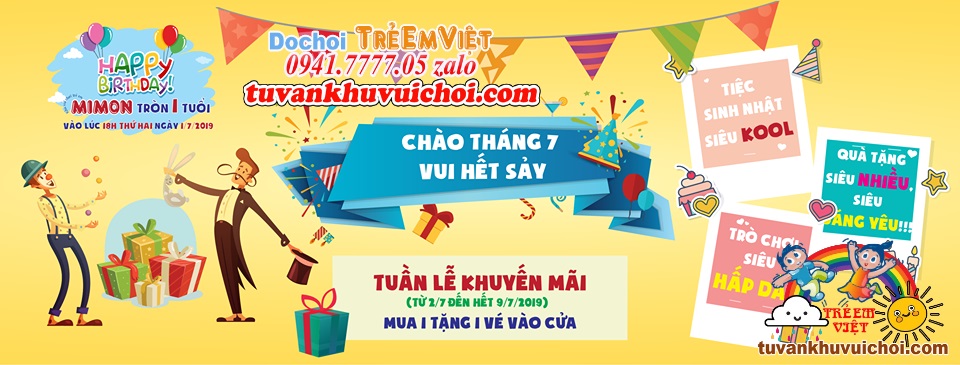 HAPPY
BIRTHDAY!
MIMON TRÒN 1 TUỔI
VÀO LÚC 18H THỨ HAI NGÀY 1/7/2019
Dochoi TRẺ EM VIỆT
0941.7777.05 zalo
tuvankhuvuichoi.com
CHÀO THÁNG 7
VUI HẾT SẢY
TUẦN LỄ KHUYẾN MÃI
(TỪ 2/7 ĐẾN HẾT 9/7/2019)
MUA 1 TẶNG 1 VÉ VÀO CỬA
TIỆC
SINH NHẬT
SIÊU KOOL
QUÀ TẶNG
SIÊU NHIỀU,
SIÊU
ĐÁNG YÊU!!!
TRÒ CHƠI
SIÊU
HẤP DẪ
TRẺ EM
VIỆT
tuvankhuvuichoi.com